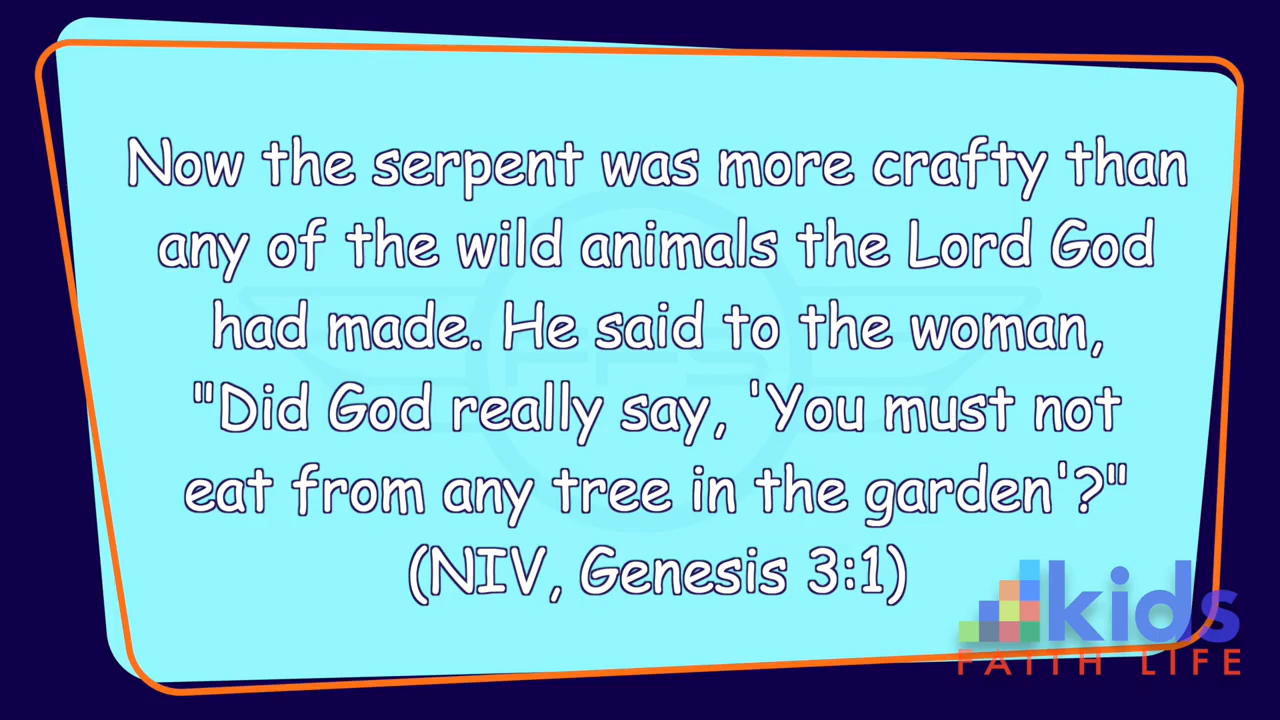 Now the serpent was more crafty than
any of the wild animals the Lord God
had made. He said to the woman,
"Did God really say, 'You must not
eat from any tree in the garden'?"
(NIV, Genesis 3:1)
FFS
kids
FAITH LIFE